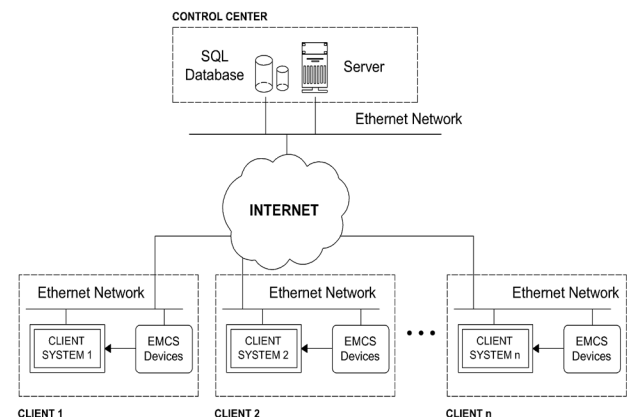 CONTROL CENTER
SQL
Database
Server
Ethernet Network
INTERNET
Ethernet Network
CLIENT
SYSTEM 1
EMCS
Devices
CLIENT 1
Ethernet Network
CLIENT
SYSTEM 2
EMCS
Devices
CLIENT 2
Ethernet Network
CLIENT
SYSTEM n
EMCS
Devices
CLIENT n